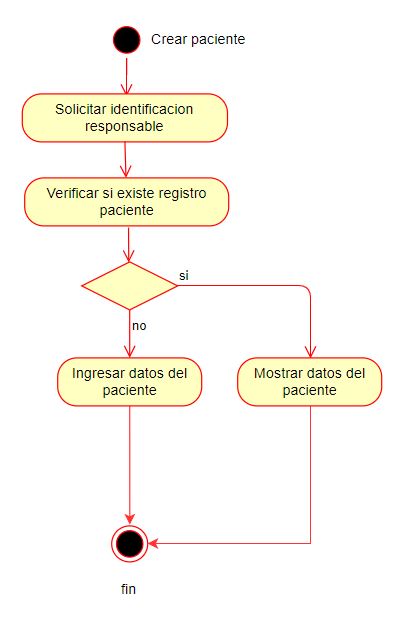 Crear paciente
Solicitar identificacion
responsable
Verificar si existe registro
paciente
si
no
Ingresar datos del
paciente
Mostrar datos del
paciente
fin